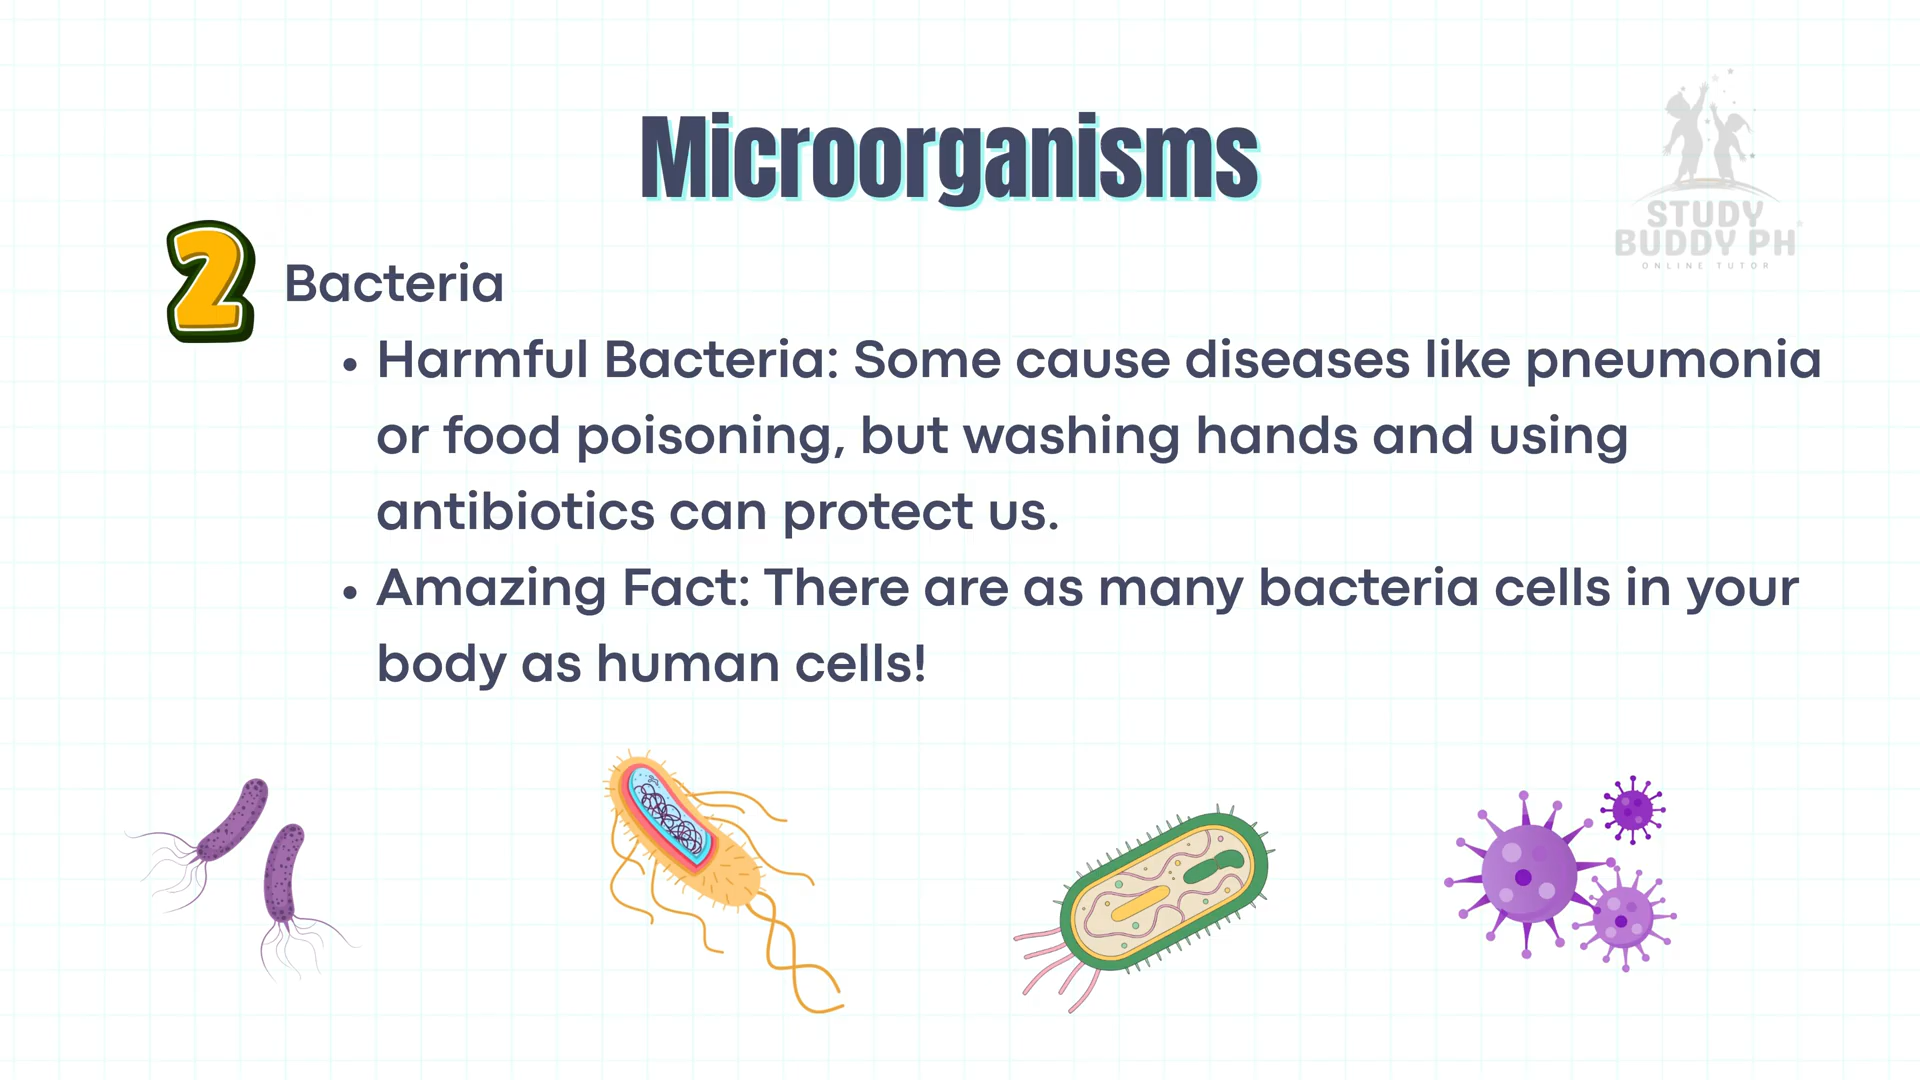 Microorganisms
STUDY
BUDDY PH
ONLINE TUTOR
2
Bacteria
• Harmful Bacteria: Some cause diseases like pneumonia
or food poisoning, but washing hands and using
antibiotics can protect us.
• Amazing Fact: There are as many bacteria cells in your
body as human cells!